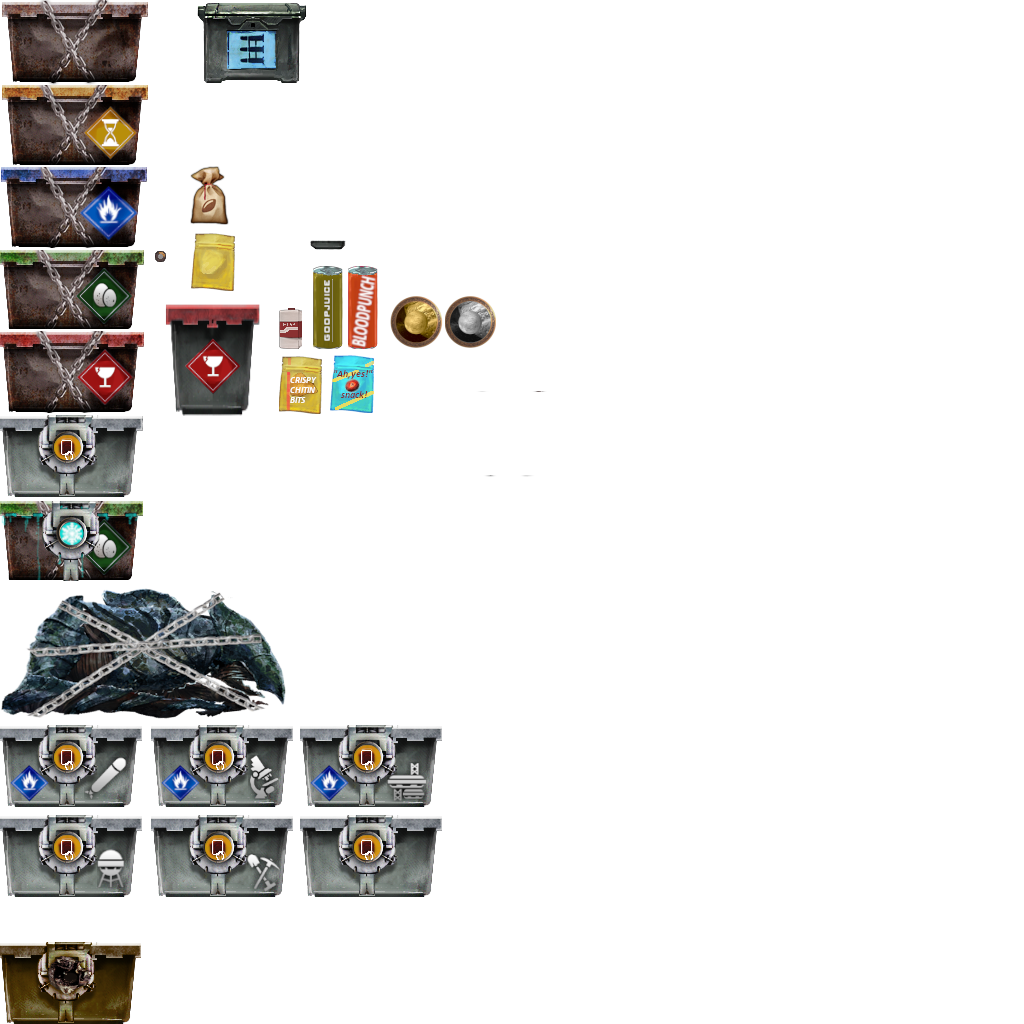 GOOPJUICE
BLOODPUNCH
CRISPY
CHITIN
BITS
"Ah,yes!"
snack!